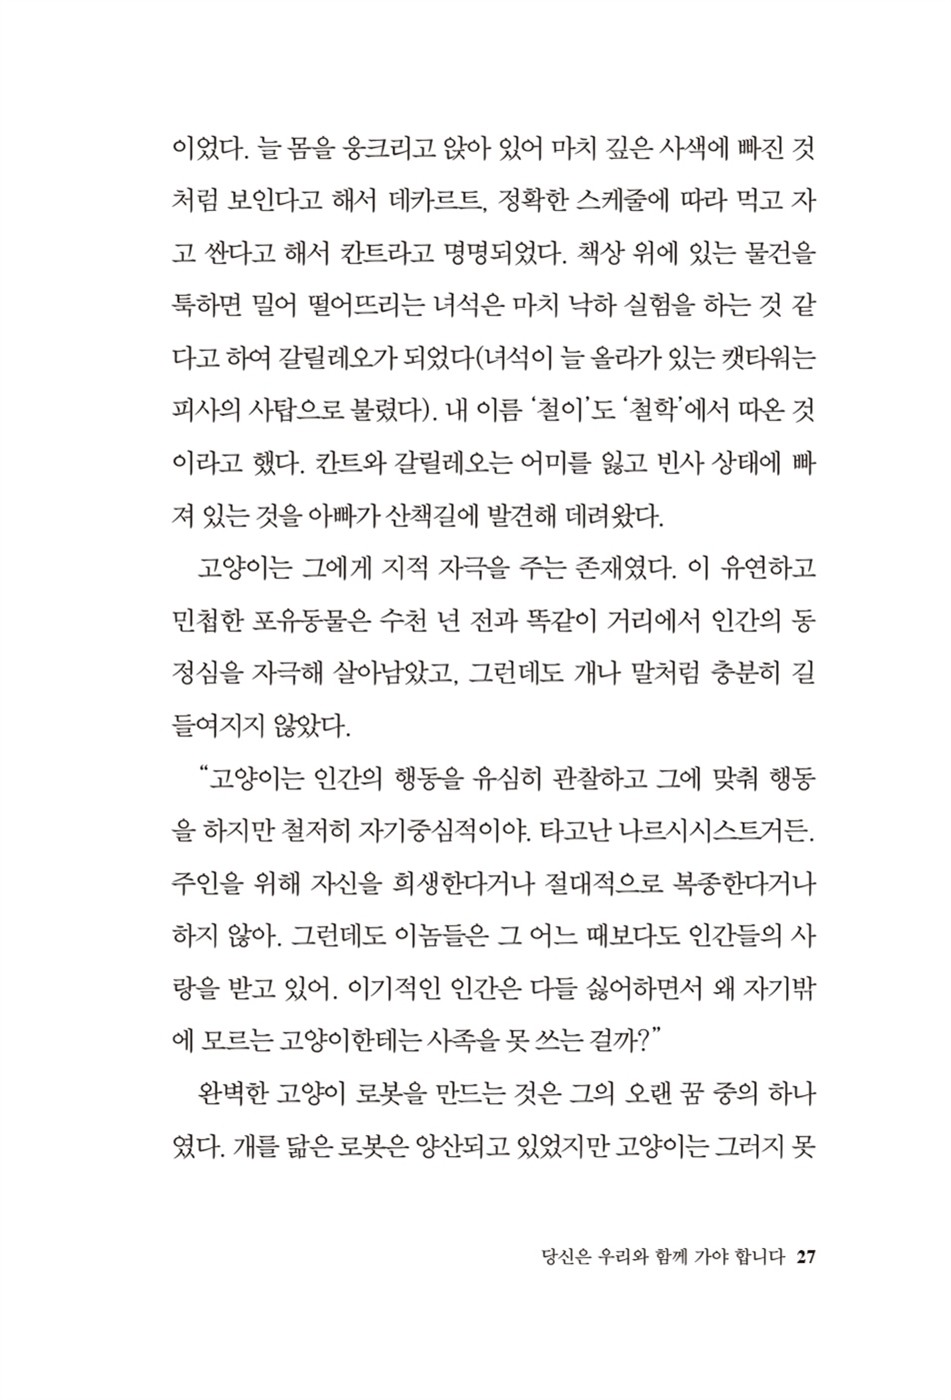 이었다. 늘 몸을 웅크리고 앉아 있어 마치 깊은 사색에 빠진 것
처럼 보인다고 해서 데카르트, 정확한 스케줄에 따라 먹고 자
고 싼다고 해서 칸트라고 명명되었다. 책상 위에 있는 물건을
툭하면 밀어 떨어뜨리는 녀석은 마치 낙하 실험을 하는 것 같
다고 하여 갈릴레오가 되었다(녀석이 늘 올라가 있는 캣타워는
피사의 사탑으로 불렸다). 내 이름 ‘철이’도 ‘철학’에서 따온 것
이라고 했다. 칸트와 갈릴레오는 어미를 잃고 빈사 상태에 빠
져 있는 것을 아빠가 산책길에 발견해 데려왔다.
고양이는 그에게 지적 자극을 주는 존재였다. 이 유연하고
민첩한 포유동물은 수천 년 전과 똑같이 거리에서 인간의 동
정심을 자극해 살아남았고, 그런데도 개나 말처럼 충분히 길
들여지지 않았다.
“고양이는 인간의 행동을 유심히 관찰하고 그에 맞춰 행동
을 하지만 철저히 자기중심적이야. 타고난 나르시시스트거든.
주인을 위해 자신을 희생한다거나 절대적으로 복종한다거나
하지 않아. 그런데도 이놈들은 그 어느 때보다도 인간들의 사
랑을 받고 있어. 이기적인 인간은 다들 싫어하면서 왜 자기밖
에 모르는 고양이한테는 사족을 못 쓰는 걸까?”
완벽한 고양이 로봇을 만드는 것은 그의 오랜 꿈 중의 하나
였다. 개를 닮은 로봇은 양산되고 있었지만 고양이는 그러지 못
당신은 우리와 함께 가야 합니다 27